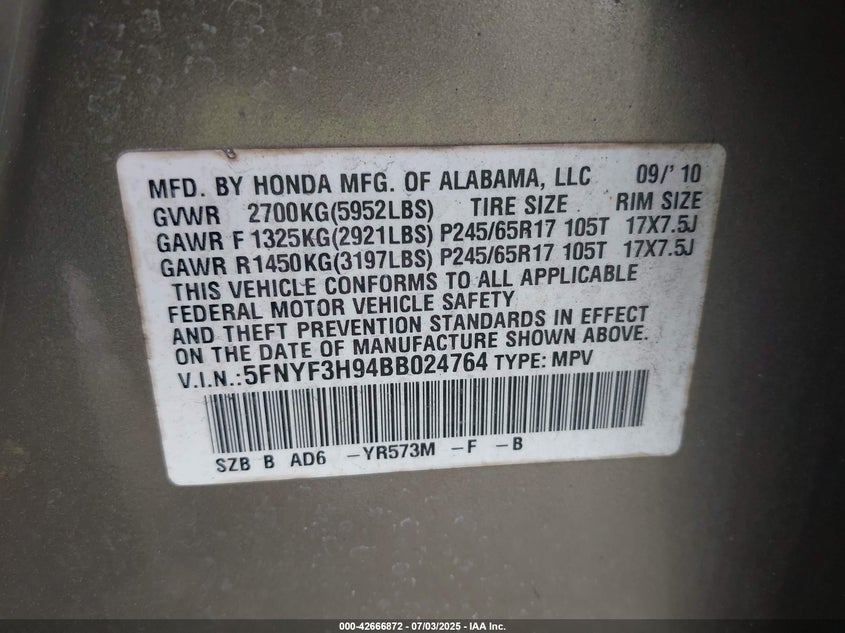 MFD. BY HONDA MFG. OF ALABAMA, LLC 09/' 10
GVWR 2700KG(5952LBS) TIRE SIZE RIM SIZE
GAWR F 1325KG(2921LBS) P245/65R17 105T 17X7.5J
GAWR R1450KG(3197LBS) P245/65R17 105T 17X7.5J
THIS VEHICLE CONFORMS TO ALL APPLICABLE
FEDERAL MOTOR VEHICLE SAFETY
AND THEFT PREVENTION STANDARDS IN EFFECT
ON THE DATE OF MANUFACTURE SHOWN ABOVE.
V.I.N.:5FNYF3H94BB024764 TYPE: MPV
SZB B AD6 -YR573M -F -B
000-42666872 / 07/03/2025 - IAA Inc.